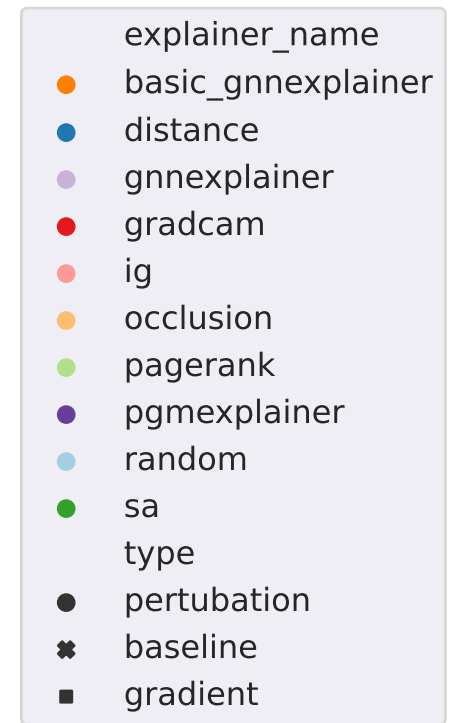 explainer_name
basic_gnnexplainer
distance
gnnexplainer
gradcam
ig
occlusion
pagerank
pgmexplainer
random
sa
type
pertubation
baseline
gradient